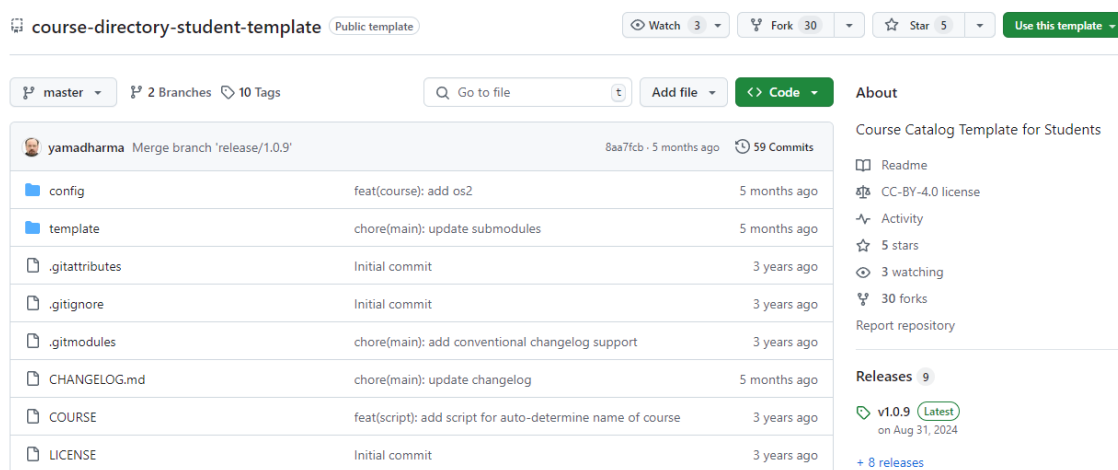 course-directory-student-template Public template Watch 3 Fork 30 Star 5 Use this template
master 2 Branches 10 Tags Go to file t Add file Code
yamadharma Merge branch 'release/1.0.9' 8aa7fcb · 5 months ago 59 Commits
config feat(course): add os2 5 months ago
template chore(main): update submodules 5 months ago
.gitattributes Initial commit 3 years ago
.gitignore Initial commit 3 years ago
.gitmodules chore(main): add conventional changelog support 3 years ago
CHANGELOG.md chore(main): update changelog 5 months ago
COURSE feat(script): add script for auto-determine name of course 3 years ago
LICENSE Initial commit 3 years ago
About
Course Catalog Template for Students
Readme
CC-BY-4.0 license
Activity
5 stars
3 watching
30 forks
Report repository
Releases 9
v1.0.9 Latest
on Aug 31, 2024
+ 8 releases